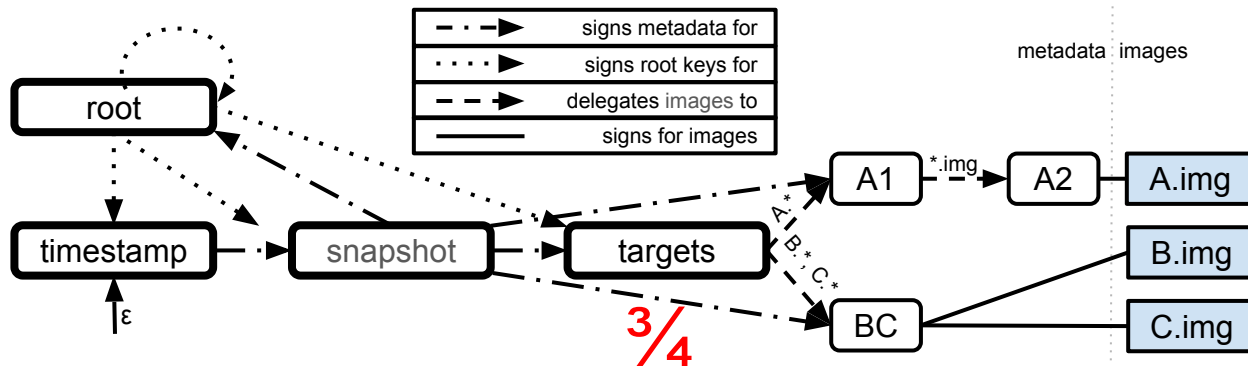 signs metadata for
signs root keys for
delegates images to
signs for images
metadata images
root
timestamp
snapshot
targets
ε
A.*
B.*, C.*
A1
*.img
A2
BC
A.img
B.img
C.img
¾